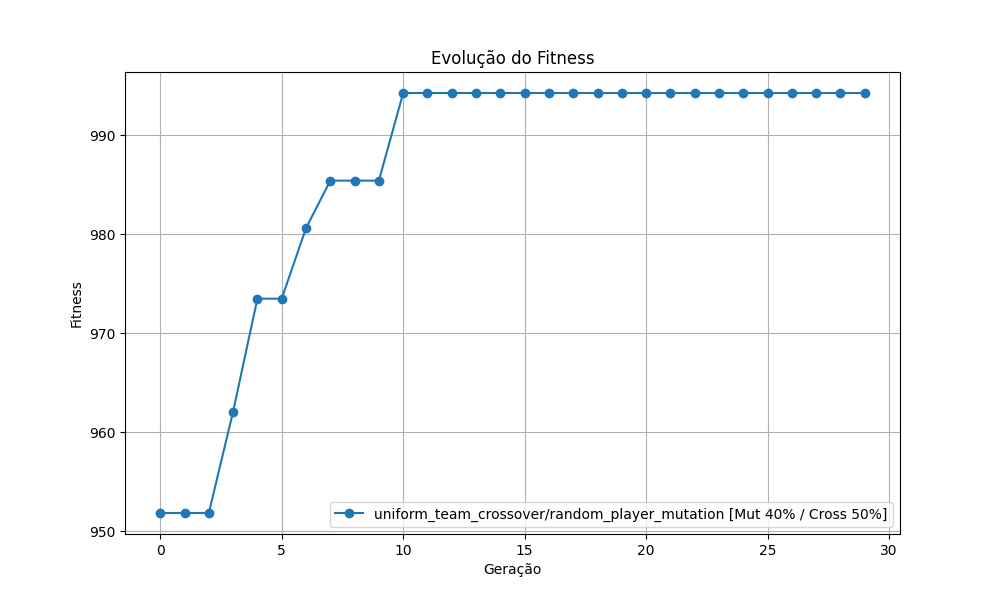 Evolução do Fitness
Fitness
990
980
970
960
950
uniform_team_crossover/random_player_mutation [Mut 40% / Cross 50%]
0 5 10 15 20 25 30
Geração